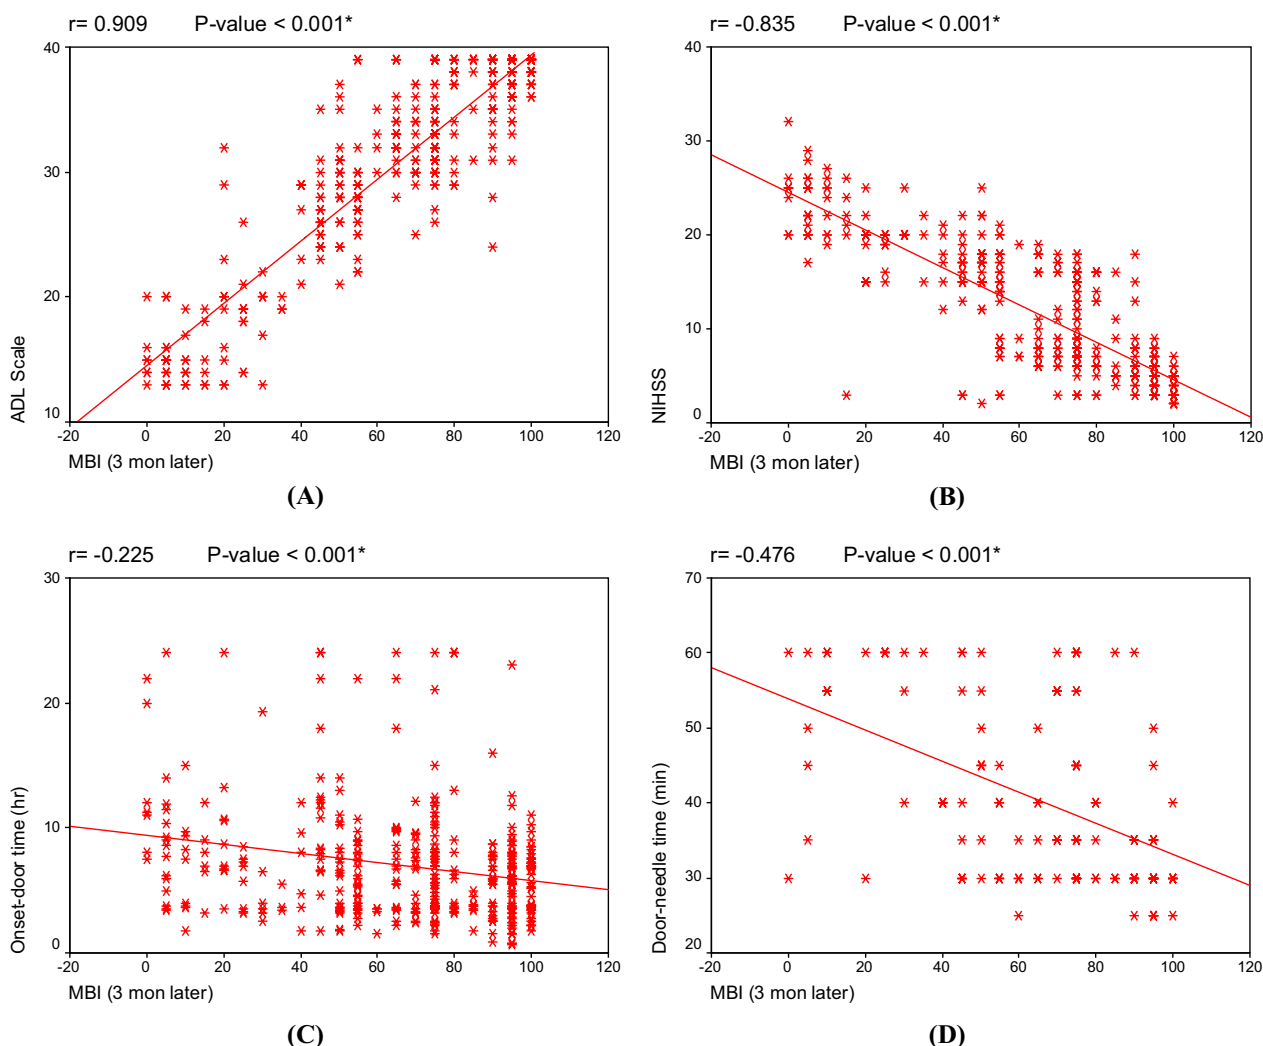 r= 0.909 P-value < 0.001*
40
30
20
10
ADL Scale
-20 0 20 40 60 80 100 120
MBI (3 mon later)
(A)
r= -0.835 P-value < 0.001*
40
30
20
10
0
NIHSS
-20 0 20 40 60 80 100 120
MBI (3 mon later)
(B)
r= -0.225 P-value < 0.001*
30
20
10
0
Onset-door time (hr)
-20 0 20 40 60 80 100 120
MBI (3 mon later)
(C)
r= -0.476 P-value < 0.001*
70
60
50
40
30
20
Door-needle time (min)
-20 0 20 40 60 80 100 120
MBI (3 mon later)
(D)